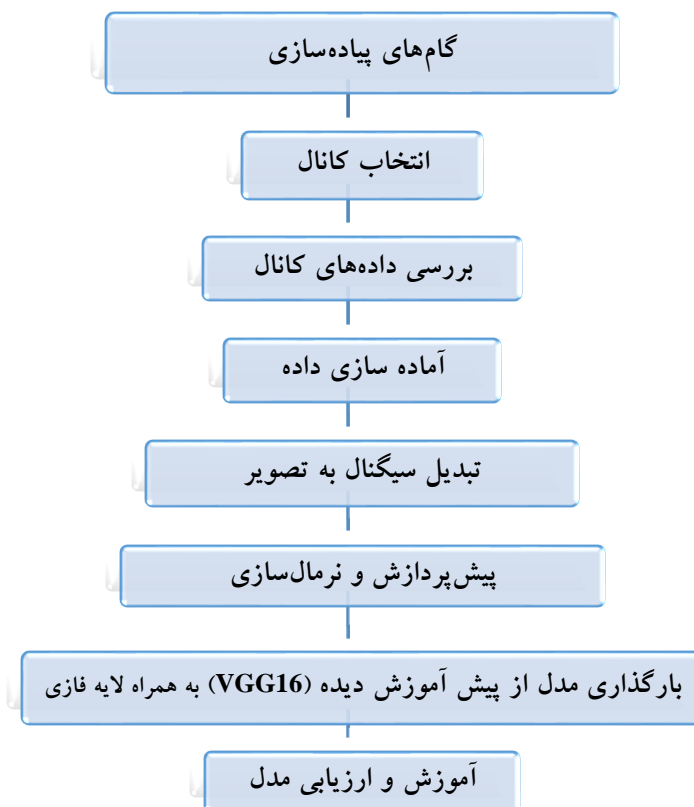 گام‌های پیاده‌سازی
انتخاب کانال
بررسی داده‌های کانال
آماده سازی داده
تبدیل سیگنال به تصویر
پیش‌پردازش و نرمال‌سازی
بارگذاری مدل از پیش آموزش دیده (VGG16) به همراه لایه فازی
آموزش و ارزیابی مدل